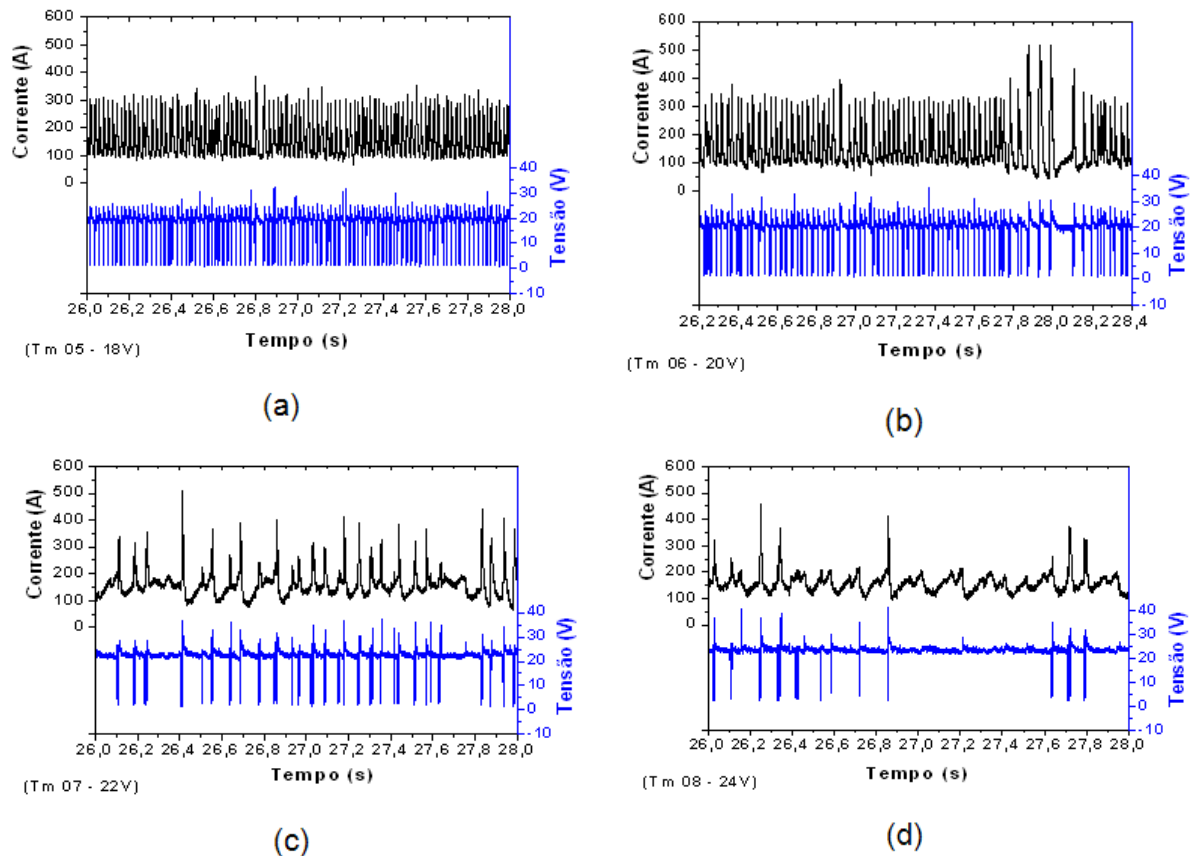 600
500
400
300
200
100
0
Corrente (A)
40
30
20
10
0
-10
Tensão (V)
26,0 26,2 26,4 26,6 26,8 27,0 27,2 27,4 27,6 27,8 28,0
Tempo (s)
(Tm 05 - 18V)
(a)
600
500
400
300
200
100
0
Corrente (A)
40
30
20
10
0
-10
Tensão (V)
26,2 26,4 26,6 26,8 27,0 27,2 27,4 27,6 27,8 28,0 28,2 28,4
Tempo (s)
(Tm 06 - 20V)
(b)
600
500
400
300
200
100
0
Corrente (A)
40
30
20
10
0
-10
Tensão (V)
26,0 26,2 26,4 26,6 26,8 27,0 27,2 27,4 27,6 27,8 28,0
Tempo (s)
(Tm 07 - 22V)
(c)
600
500
400
300
200
100
0
Corrente (A)
40
30
20
10
0
-10
Tensão (V)
26,0 26,2 26,4 26,6 26,8 27,0 27,2 27,4 27,6 27,8 28,0
Tempo (s)
(Tm 08 - 24V)
(d)